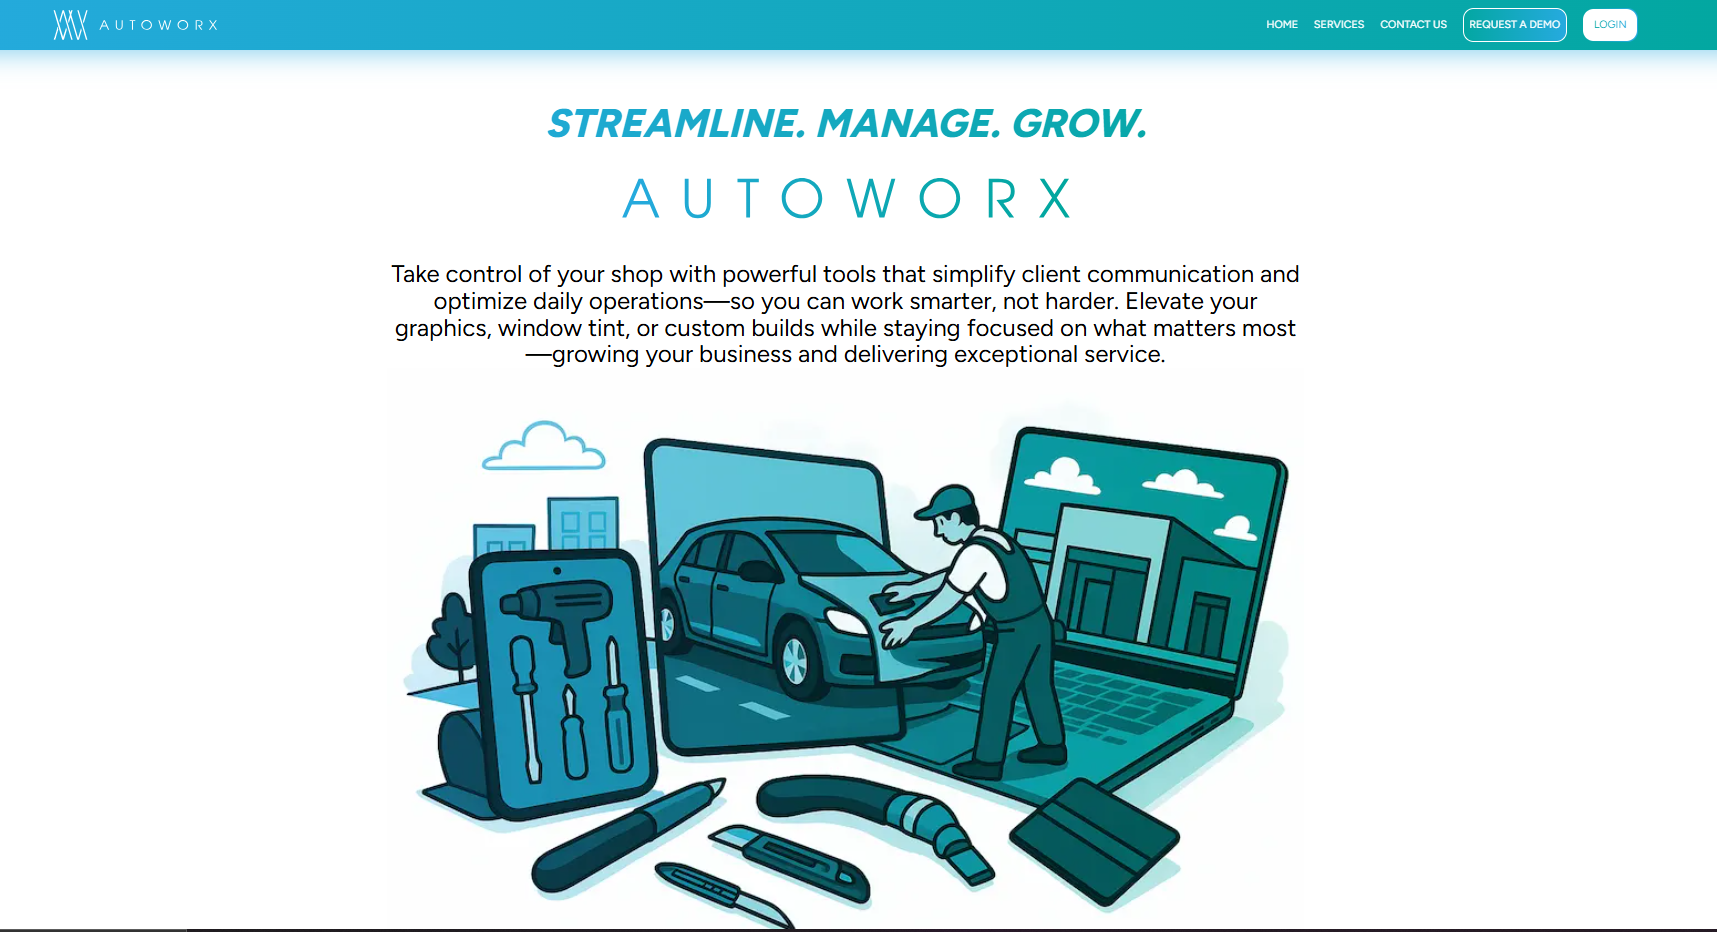 AUTOWORX
HOME
SERVICES
CONTACT US
REQUEST A DEMO
LOGIN
STREAMLINE. MANAGE. GROW.
AUTOWORX
Take control of your shop with powerful tools that simplify client communication and
optimize daily operations—so you can work smarter, not harder. Elevate your
graphics, window tint, or custom builds while staying focused on what matters most
—growing your business and delivering exceptional service.